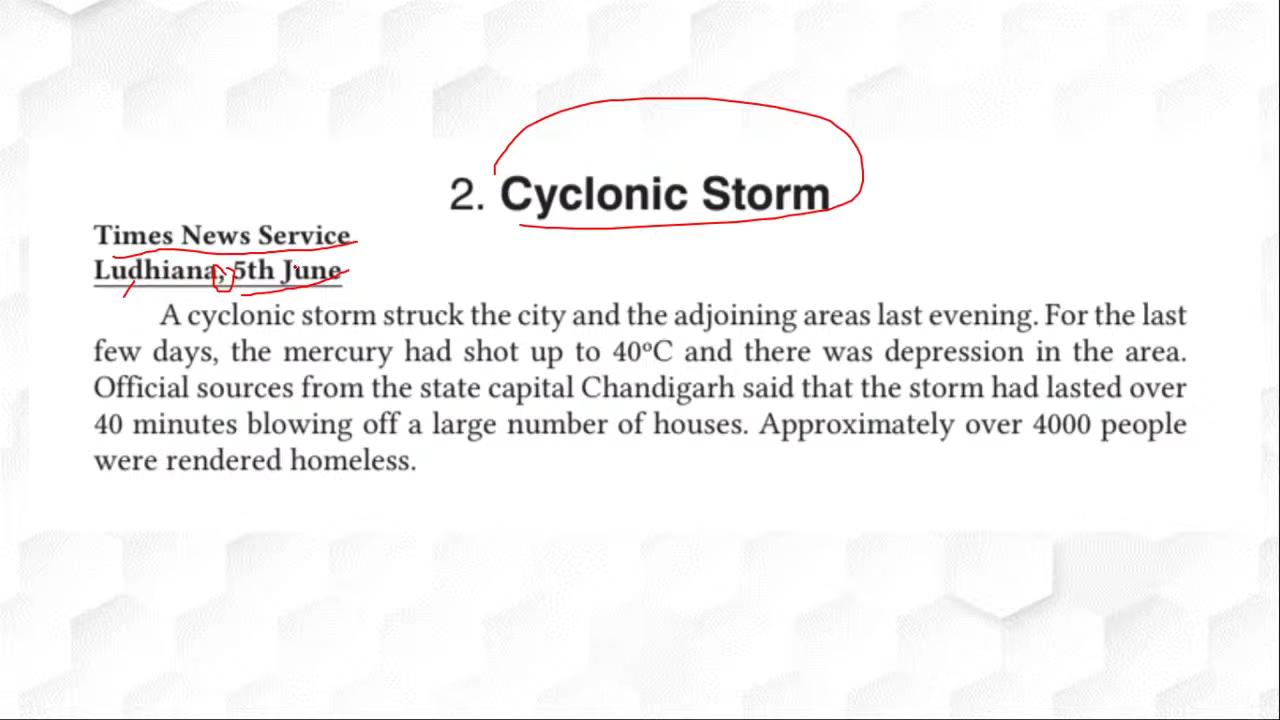 2. Cyclonic Storm
Times News Service
Ludhiana, 5th June
A cyclonic storm struck the city and the adjoining areas last evening. For the last
few days, the mercury had shot up to 40ºC and there was depression in the area.
Official sources from the state capital Chandigarh said that the storm had lasted over
40 minutes blowing off a large number of houses. Approximately over 4000 people
were rendered homeless.